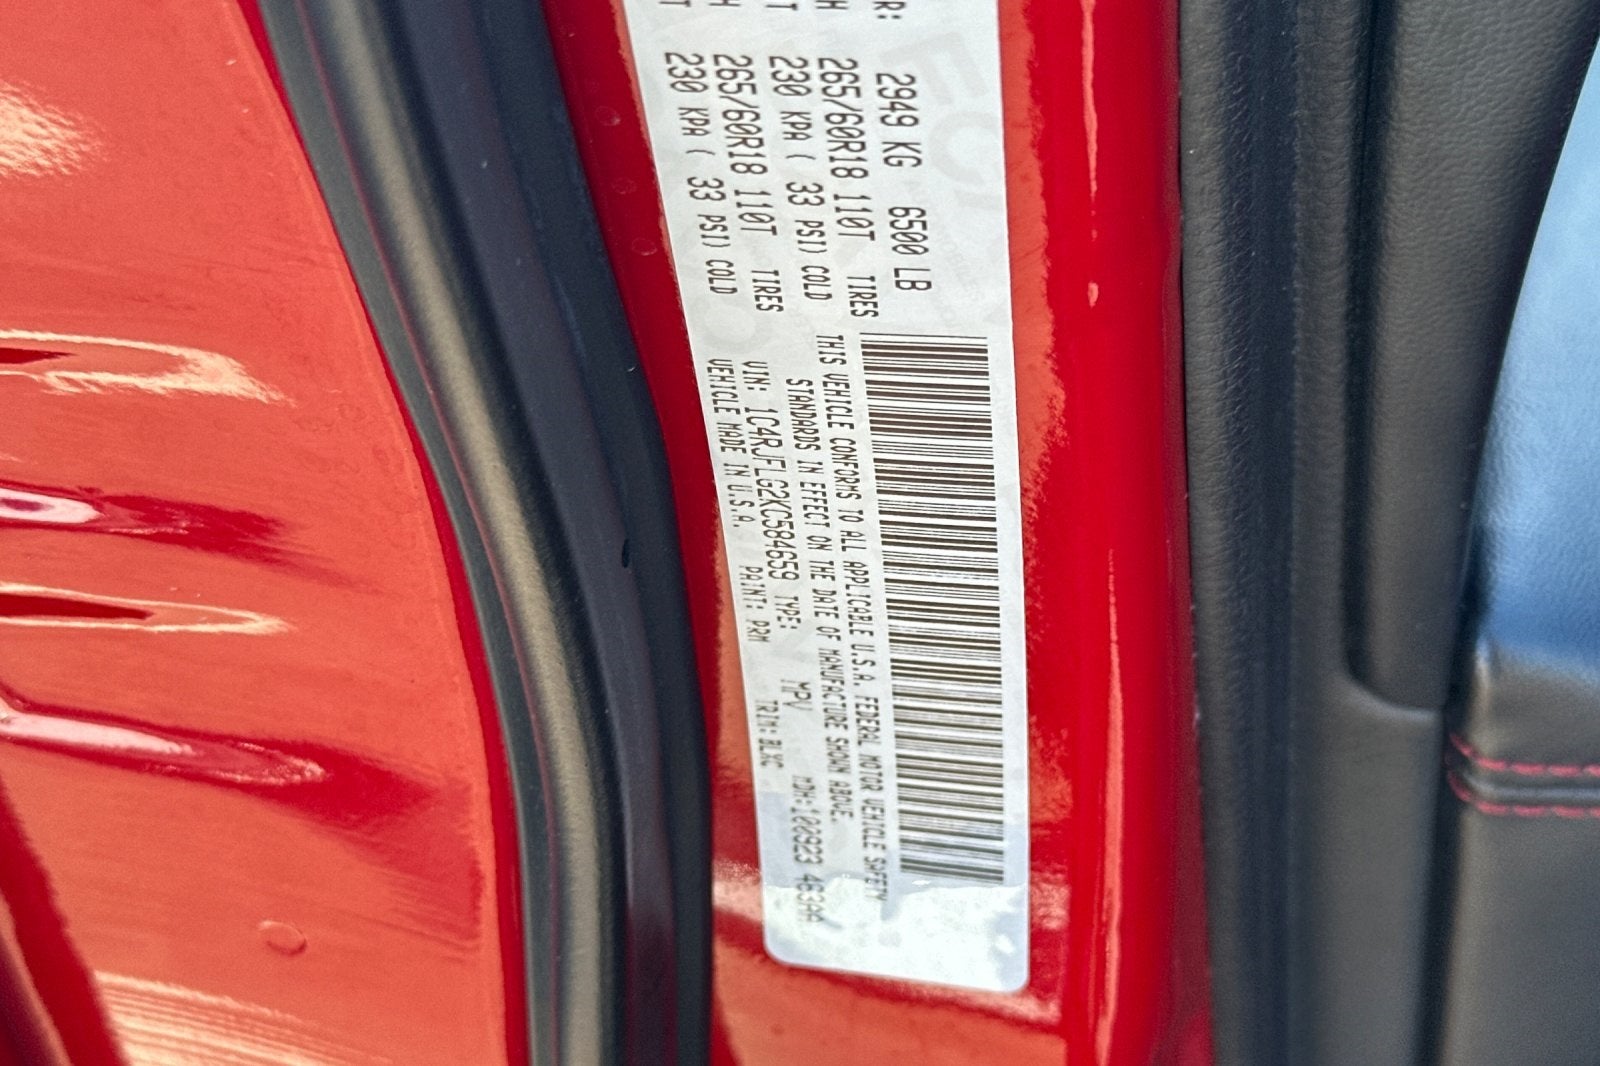 R: 2949 KG 6500 LB
H 265/60R18 110T TIRES
T 230 KPA ( 33 PSI) COLD
H 265/60R18 110T TIRES
T 230 KPA ( 33 PSI) COLD
THIS VEHICLE CONFORMS TO ALL APPLICABLE U.S.A. FEDERAL MOTOR VEHICLE SAFETY
STANDARDS IN EFFECT ON THE DATE OF MANUFACTURE SHOWN ABOVE.
VIN: 1C4RJFLG2KC584659 TYPE: MPV MDH:100923 463AA
VEHICLE MADE IN U.S.A. PAINT: PRM TRIM: BLXC